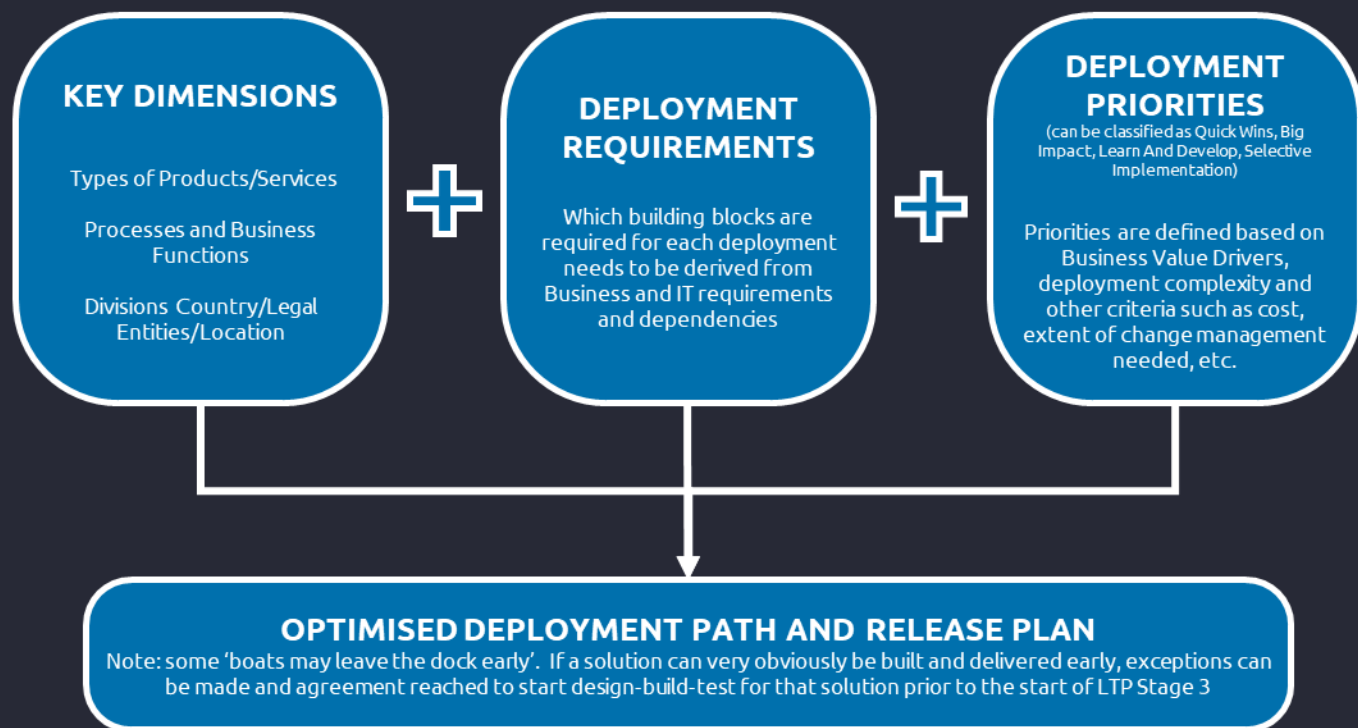 KEY DIMENSIONS
Types of Products/Services
Processes and Business
Functions
Divisions Country/Legal
Entities/Location
DEPLOYMENT
REQUIREMENTS
Which building blocks are
required for each deployment
needs to be derived from
Business and IT requirements
and dependencies
DEPLOYMENT
PRIORITIES
(can be classified as Quick Wins, Big
Impact, Learn And Develop, Selective
Implementation)
Priorities are defined based on
Business Value Drivers,
deployment complexity and
other criteria such as cost,
extent of change management
needed, etc.
OPTIMISED DEPLOYMENT PATH AND RELEASE PLAN
Note: some ‘boats may leave the dock early’. If a solution can very obviously be built and delivered early, exceptions can
be made and agreement reached to start design-build-test for that solution prior to the start of LTP Stage 3